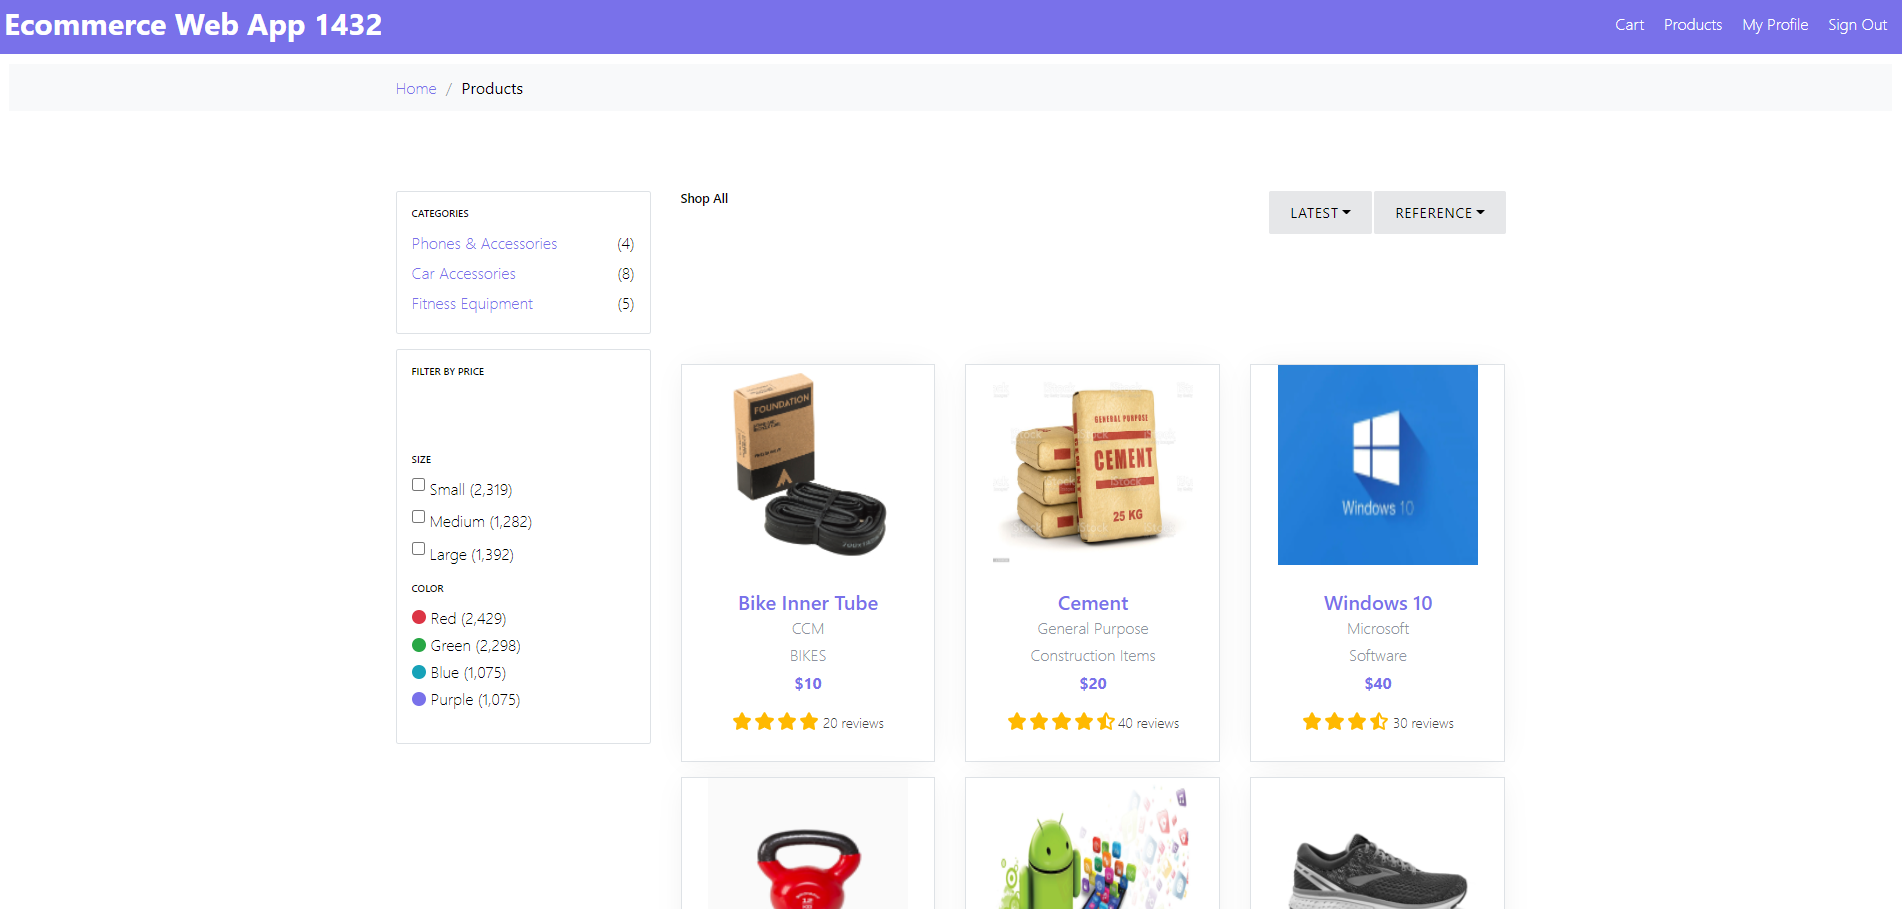 Ecommerce Web App 1432
Cart Products My Profile Sign Out
Home / Products
CATEGORIES
Phones & Accessories (4)
Car Accessories (8)
Fitness Equipment (5)
FILTER BY PRICE
SIZE
Small (2,319)
Medium (1,282)
Large (1,392)
COLOR
Red (2,429)
Green (2,298)
Blue (1,075)
Purple (1,075)
Shop All
LATEST REFERENCE
FOUNDATION
Bike Inner Tube
CCM
BIKES
$10
20 reviews
GENERAL PURPOSE
CEMENT
iStock
25 KG
Cement
General Purpose
Construction Items
$20
40 reviews
Windows 10
Windows 10
Microsoft
Software
$40
30 reviews